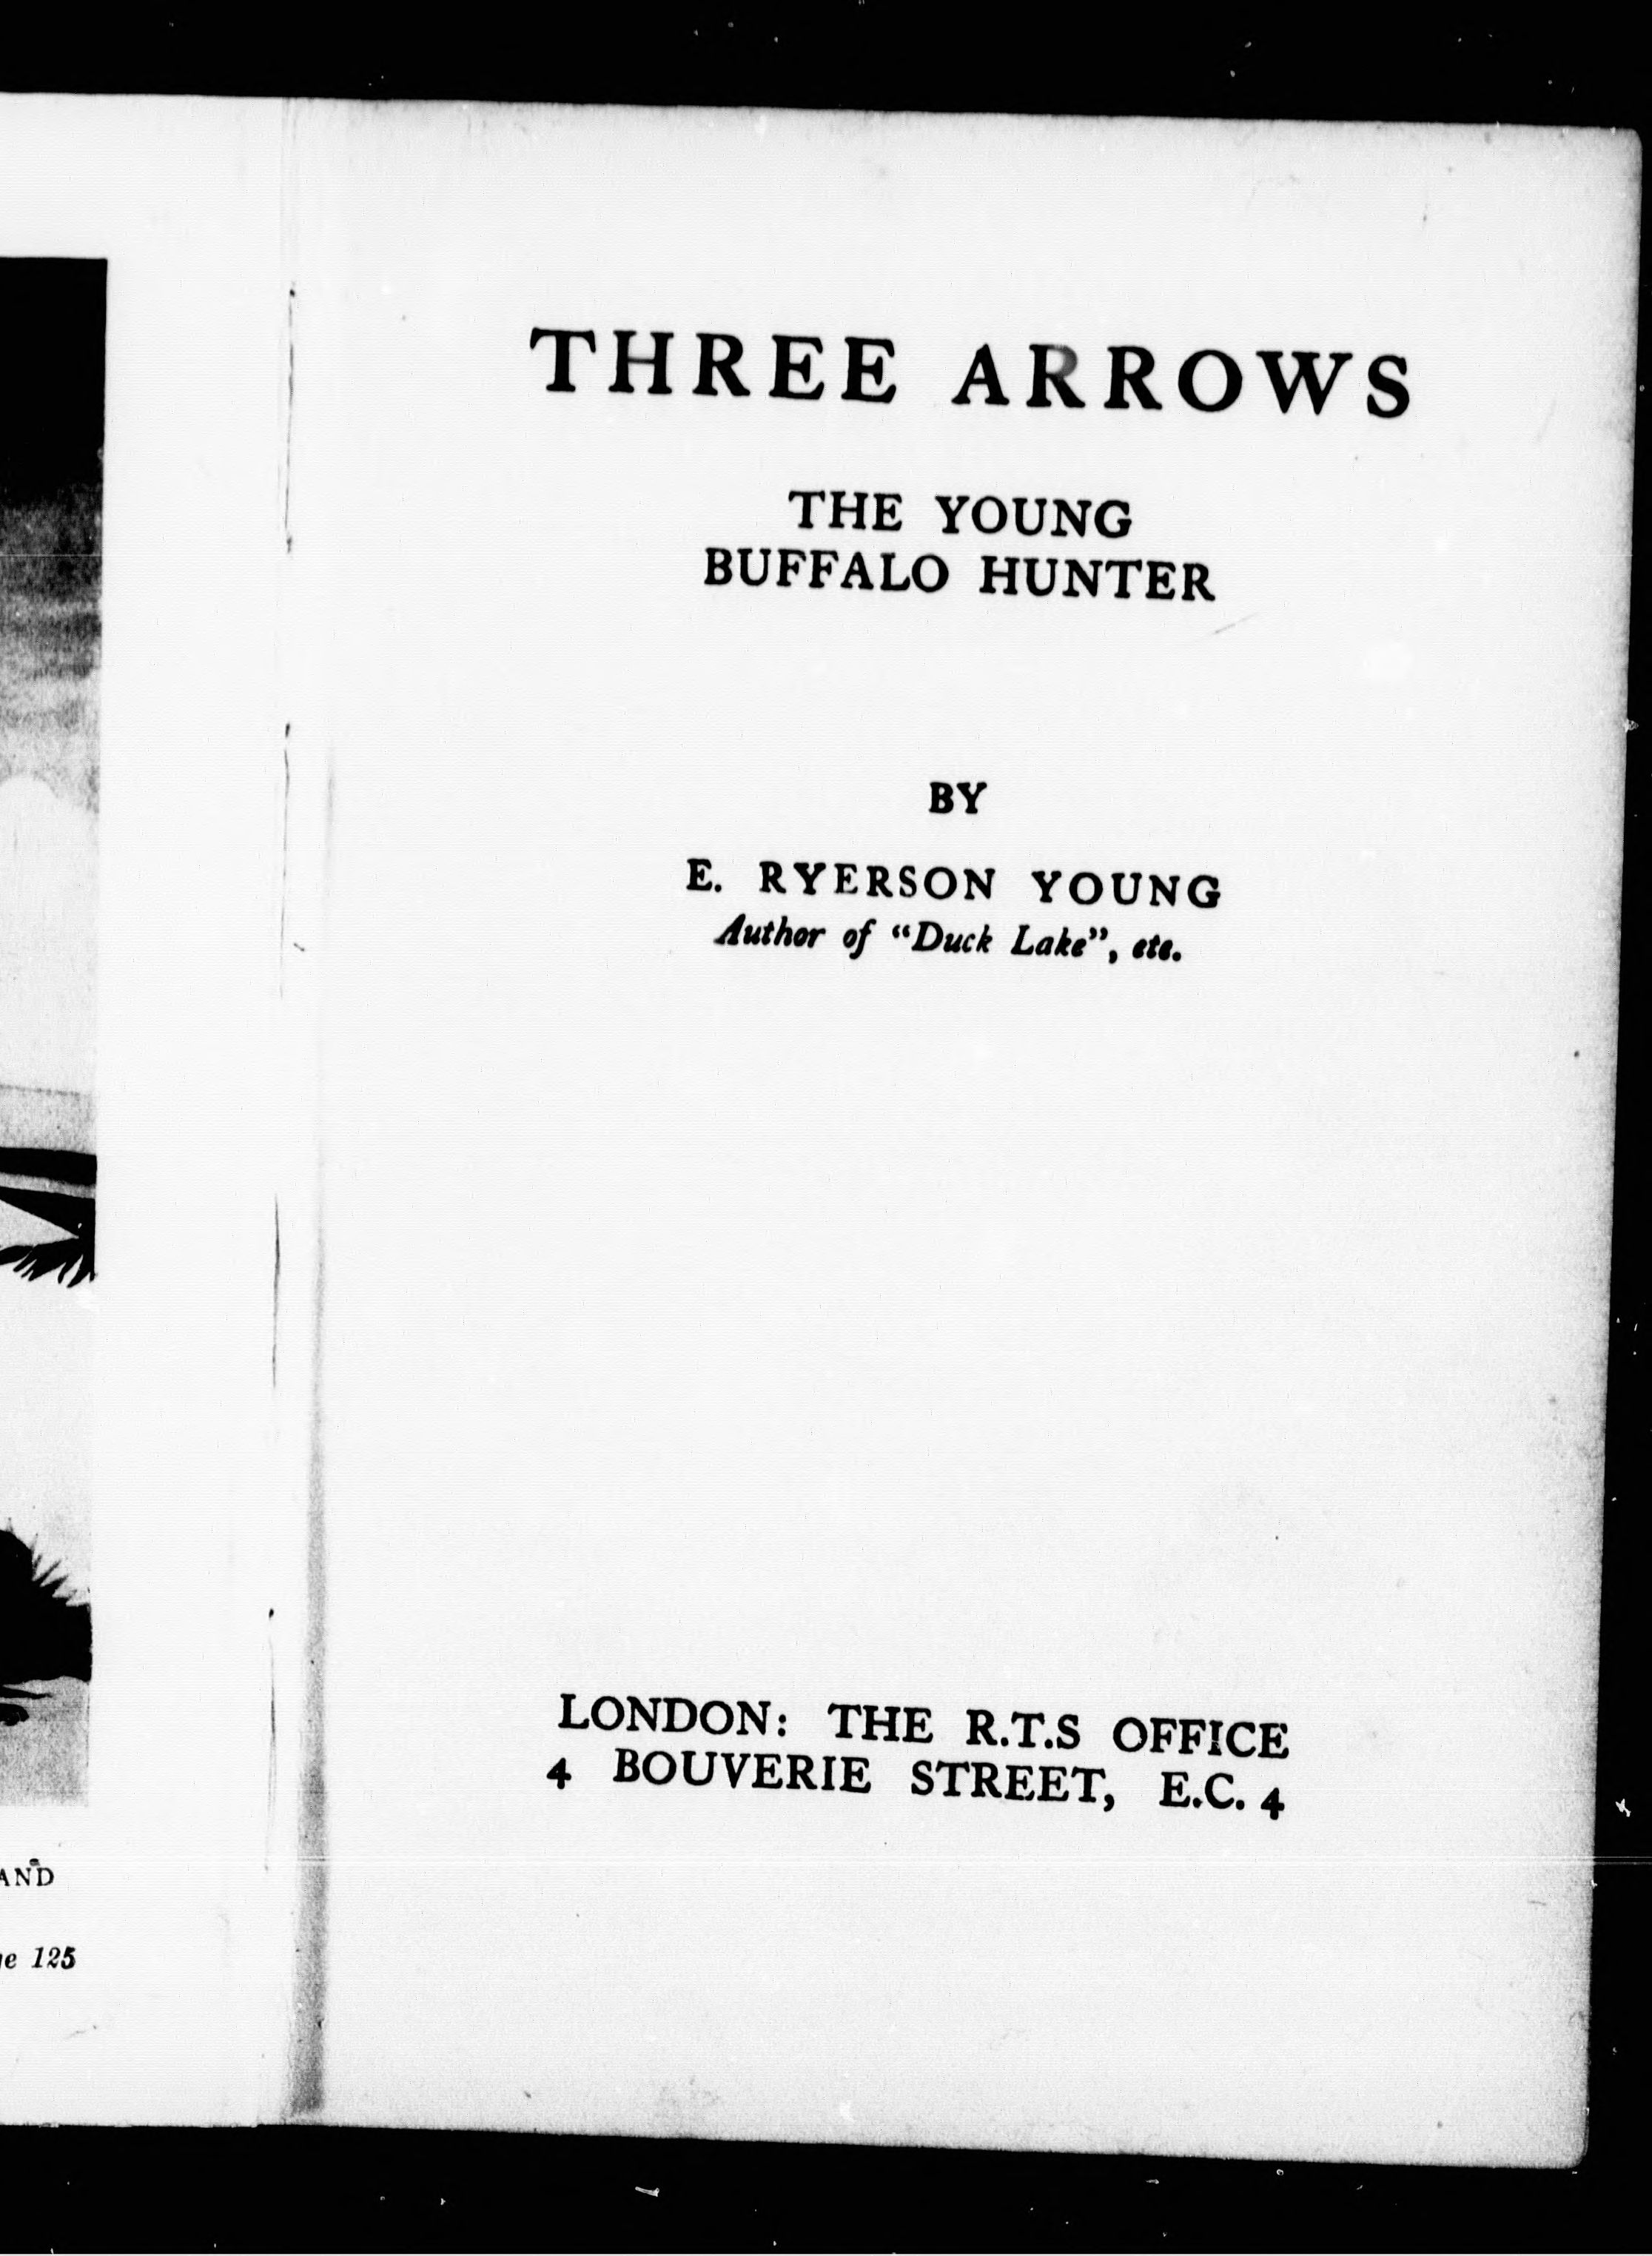 THREE ARROWS
THE YOUNG
BUFFALO HUNTER
BY
E. RYERSON YOUNG
Author of “Duck Lake”, etc.
LONDON: THE R.T.S OFFICE
4 BOUVERIE STREET, E.C. 4
AND
125